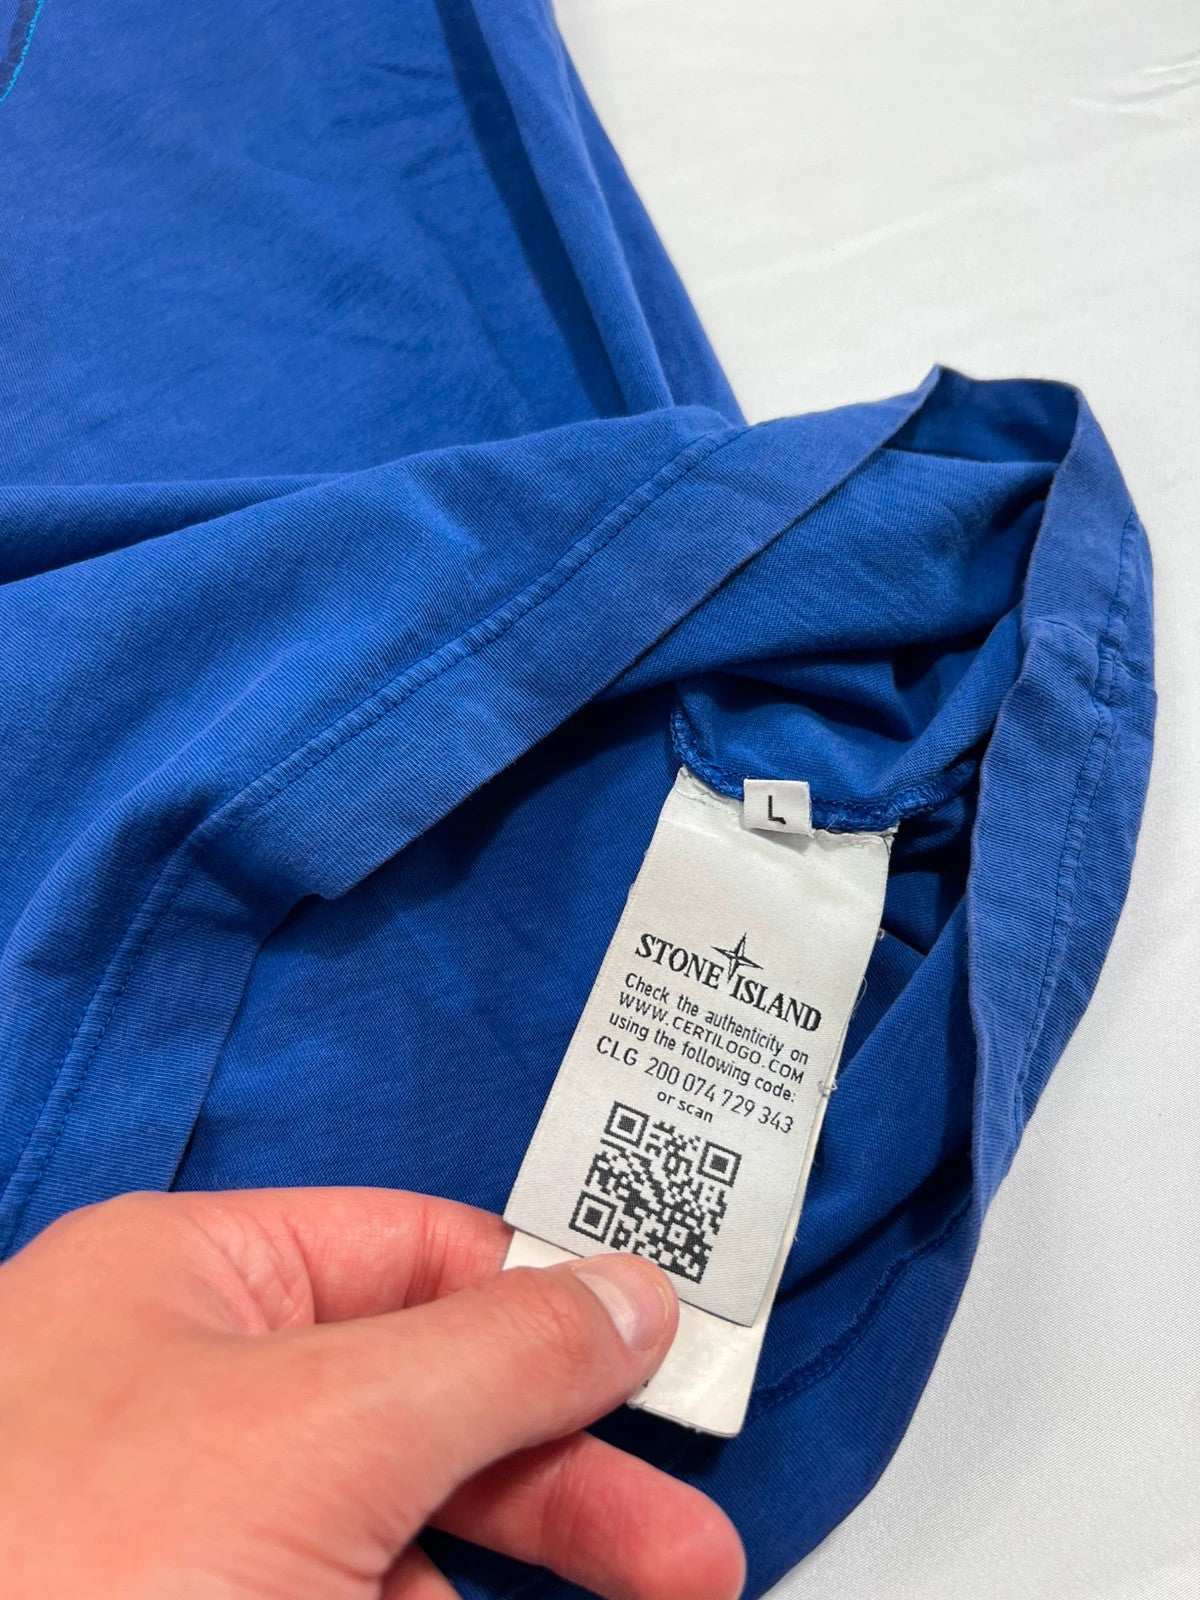 L
STONE ISLAND
Check the authenticity on
WWW.CERTILOGO.COM
using the following code:
CLG 200 074 729 343
or scan